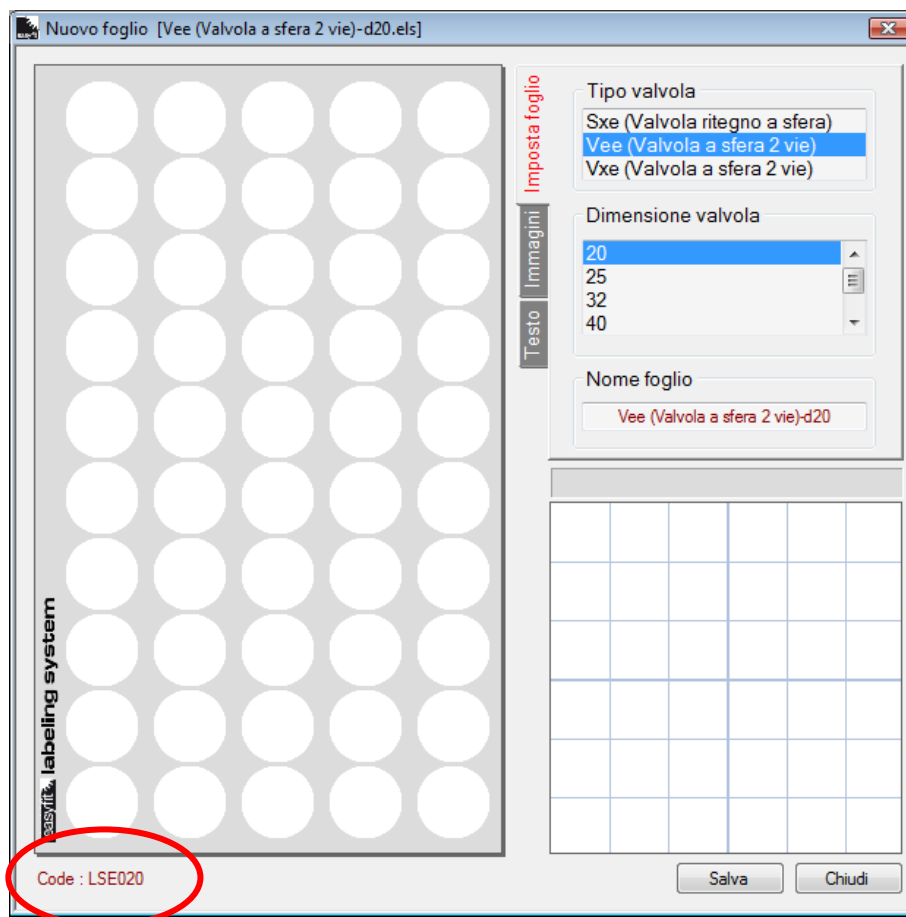 Nuovo foglio [Vee (Valvola a sfera 2 vie)-d20.els]
Imposta foglio
Immagini
Testo
Tipo valvola
Sxe (Valvola ritegno a sfera)
Vee (Valvola a sfera 2 vie)
Vxe (Valvola a sfera 2 vie)
Dimensione valvola
20
25
32
40
Nome foglio
Vee (Valvola a sfera 2 vie)-d20
easyfit labeling system
Code : LSE020
Salva
Chiudi